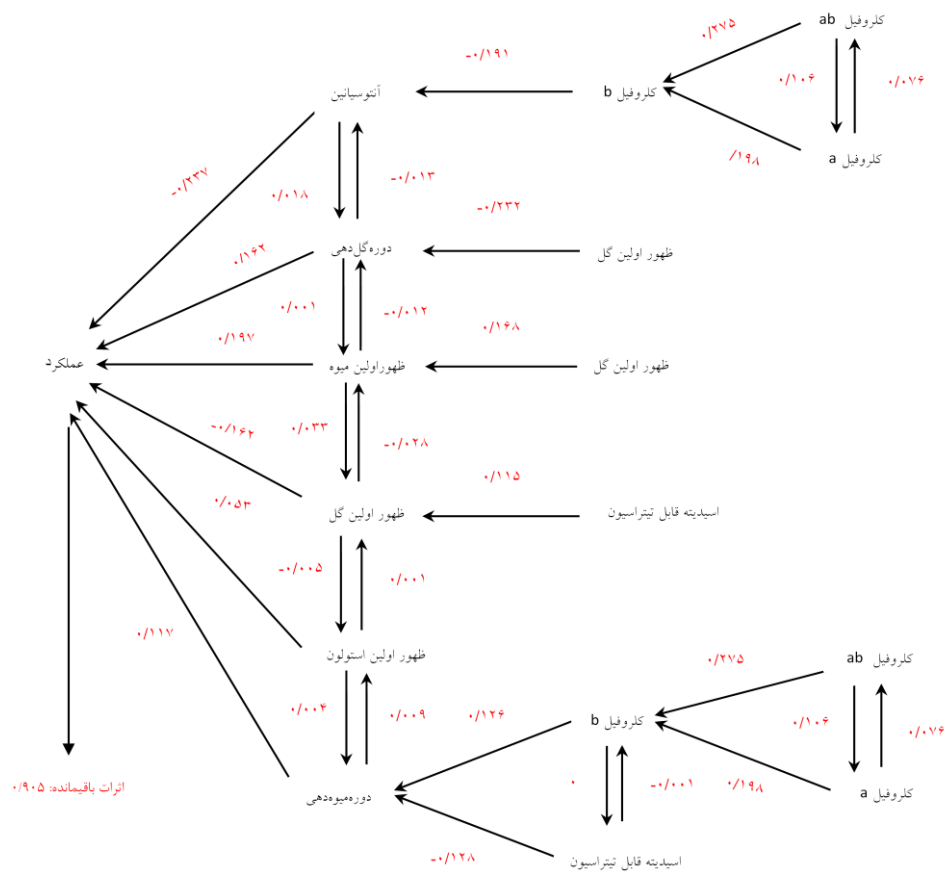 کلروفیل ab
۰/۲۷۵
-۰/۱۹۱
۰/۱۰۶
۰/۰۷۶
آنتوسیانین
کلروفیل b
/۱۹۸
کلروفیل a
-۰/۲۳۷
۰/۰۱۸
-۰/۰۱۳
-۰/۲۳۲
دوره‌گل‌دهی
ظهور اولین گل
۰/۱۶۲
۰/۰۰۱
-۰/۰۱۲
۰/۱۶۸
۰/۱۹۷
عملکرد
ظهوراولین میوه
ظهور اولین گل
-۰/۱۶۲
۰/۰۳۳
-۰/۰۲۸
۰/۱۱۵
۰/۰۵۳
ظهور اولین گل
اسیدیته قابل تیتراسیون
-۰/۰۰۵
۰/۰۰۱
۰/۱۱۷
ظهور اولین استولون
۰/۲۷۵
کلروفیل ab
۰/۰۰۴
۰/۰۰۹
۰/۱۲۶
کلروفیل b
۰/۱۰۶
۰/۰۷۶
اثرات باقیمانده: ۰/۹۰۵
دوره‌میوه‌دهی
۰
-۰/۰۰۱
۰/۱۹۸
کلروفیل a
-۰/۱۲۸
اسیدیته قابل تیتراسیون